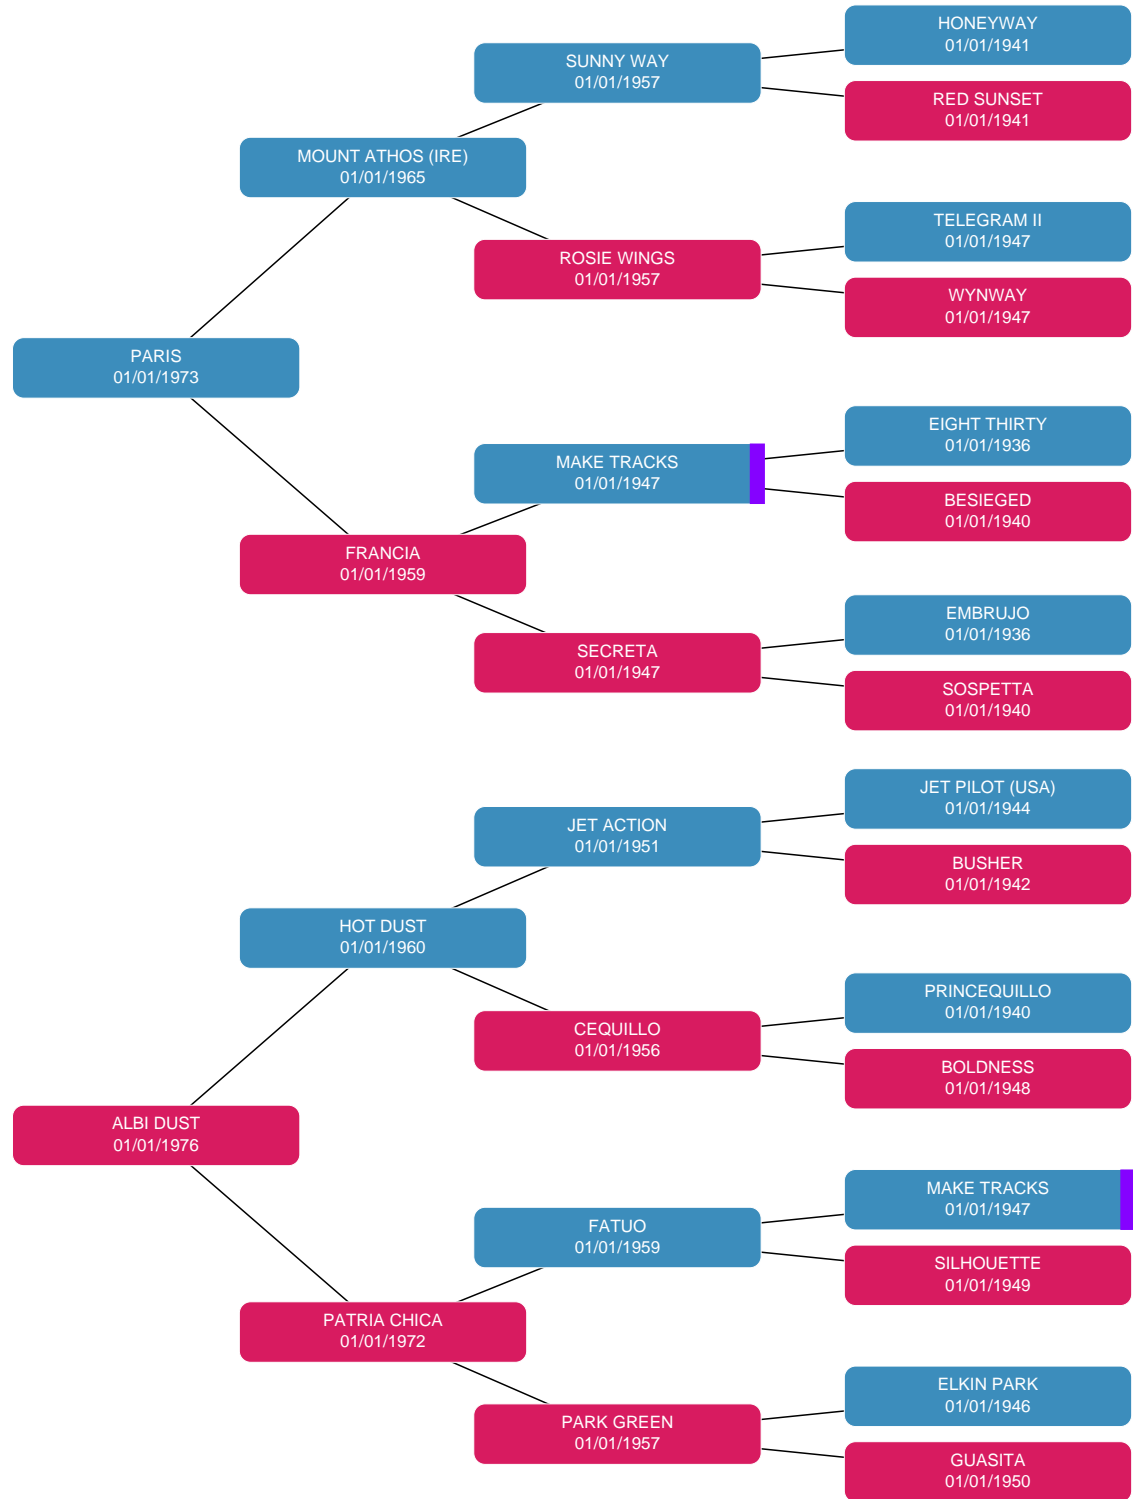 HONEYWAY
01/01/1941
SUNNY WAY
01/01/1957
RED SUNSET
01/01/1941
MOUNT ATHOS (IRE)
01/01/1965
TELEGRAM II
01/01/1947
ROSIE WINGS
01/01/1957
WYNWAY
01/01/1947
PARIS
01/01/1973
EIGHT THIRTY
01/01/1936
MAKE TRACKS
01/01/1947
BESIEGED
01/01/1940
FRANCIA
01/01/1959
EMBRUJO
01/01/1936
SECRETA
01/01/1947
SOSPETTA
01/01/1940
JET PILOT (USA)
01/01/1944
JET ACTION
01/01/1951
BUSHER
01/01/1942
HOT DUST
01/01/1960
PRINCEQUILLO
01/01/1940
CEQUILLO
01/01/1956
BOLDNESS
01/01/1948
ALBI DUST
01/01/1976
MAKE TRACKS
01/01/1947
FATUO
01/01/1959
SILHOUETTE
01/01/1949
PATRIA CHICA
01/01/1972
ELKIN PARK
01/01/1946
PARK GREEN
01/01/1957
GUASITA
01/01/1950